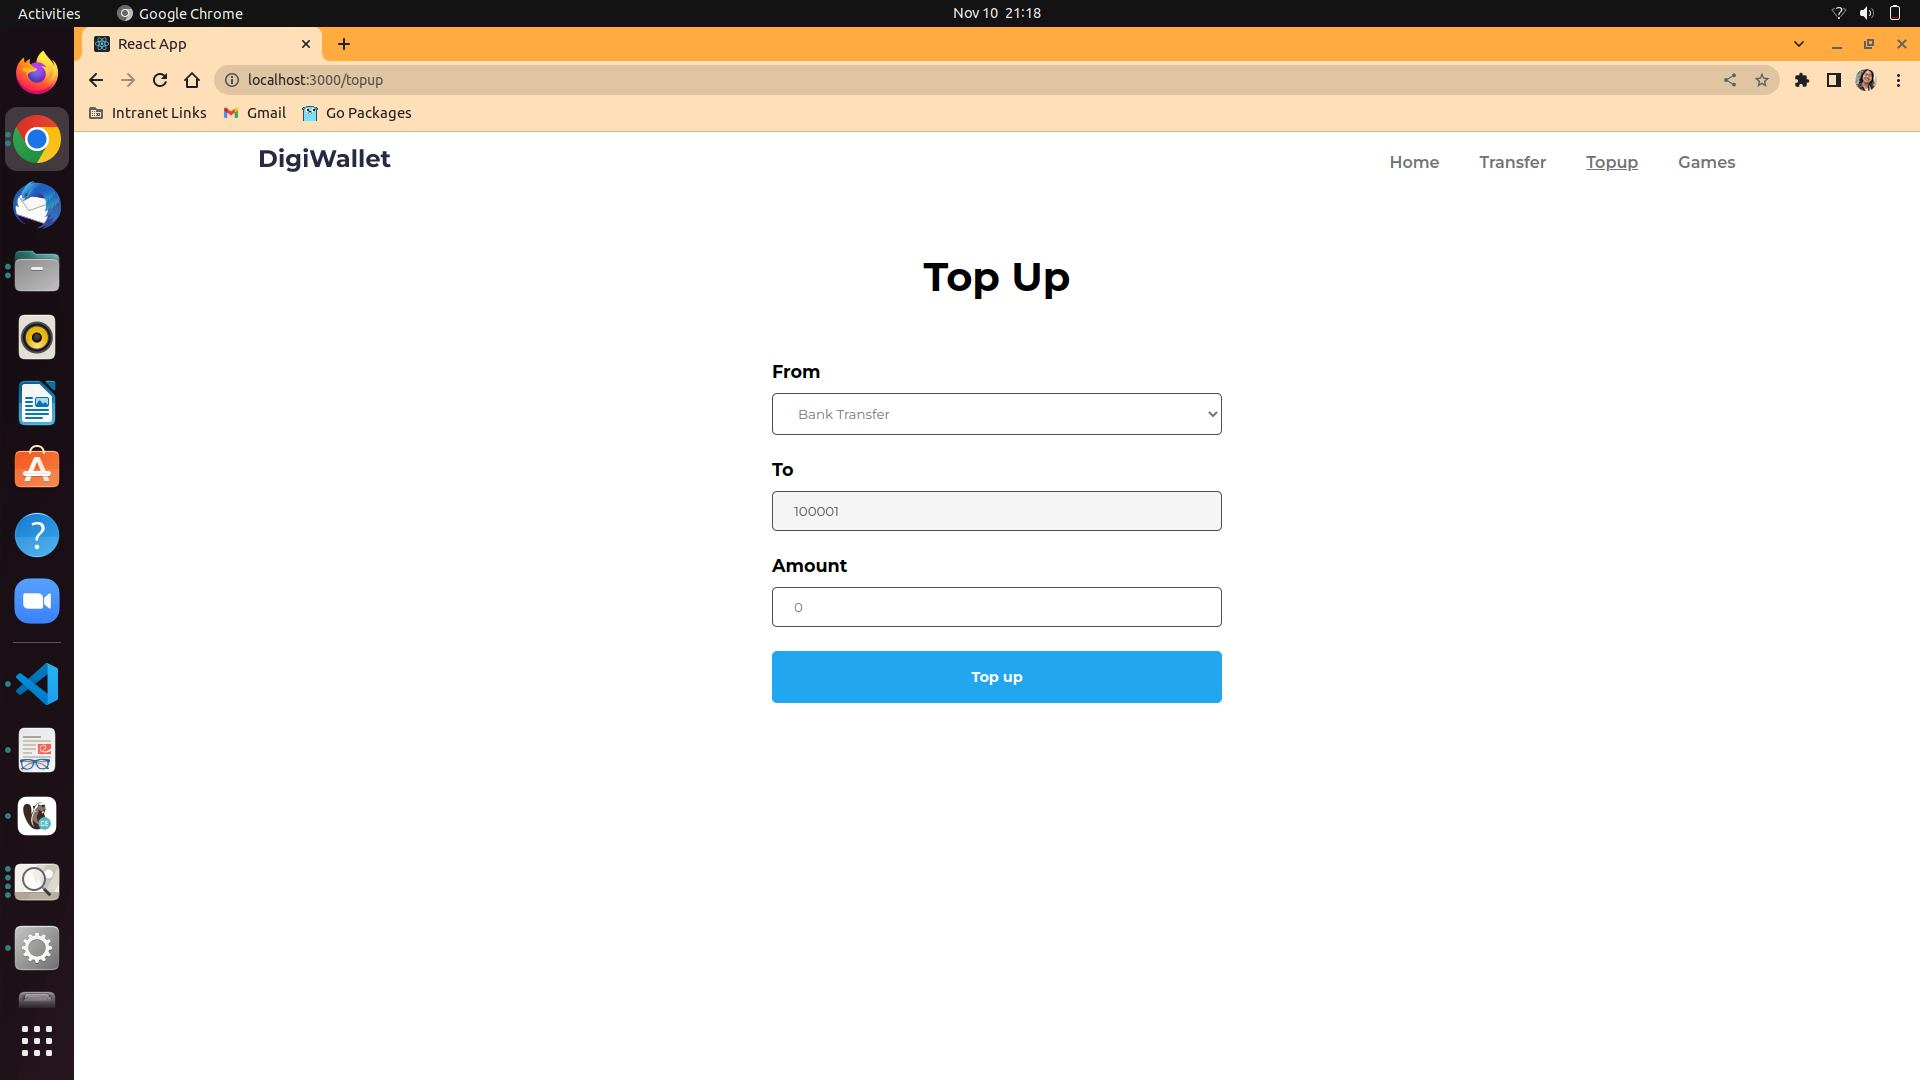 Activities
Google Chrome
Nov 10 21:18
React App
localhost:3000/topup
Intranet Links
Gmail
Go Packages
DigiWallet
Home
Transfer
Topup
Games
Top Up
From
Bank Transfer
To
100001
Amount
0
Top up